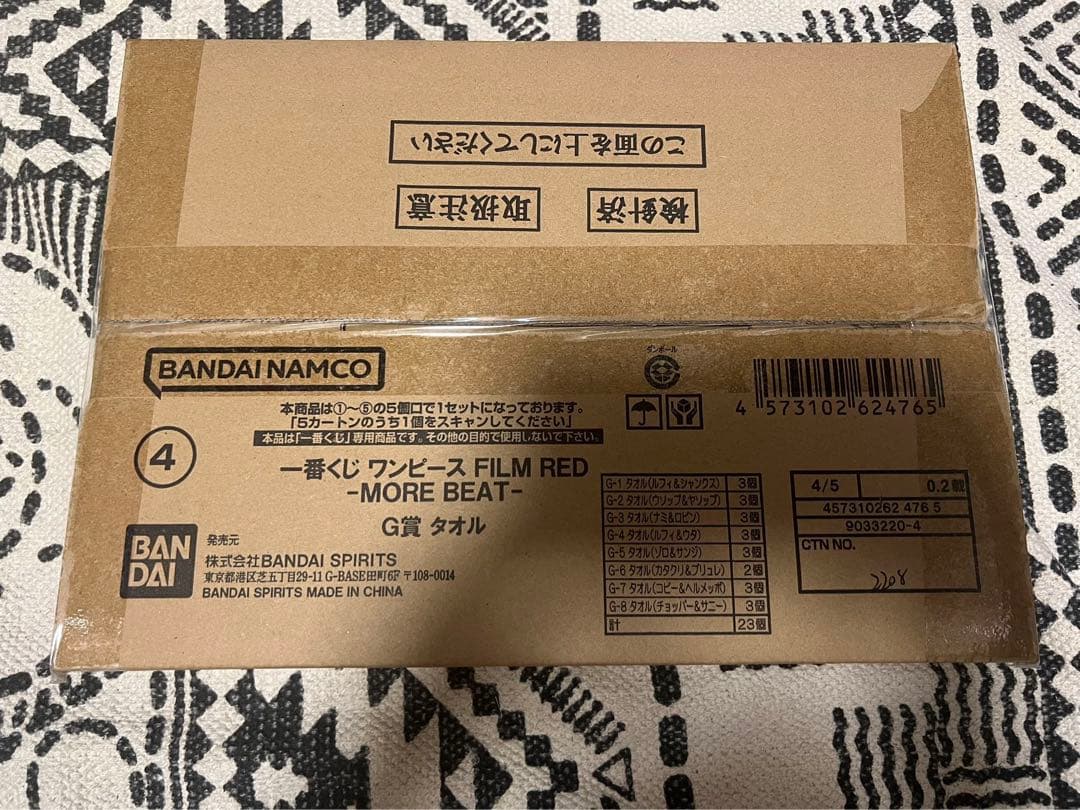 この面を上にしてください
取扱注意
検針済
BANDAI NAMCO
ダンボール
4 573102 624765
本商品は①〜⑤の5個口で1セットになっております。
「5カートンのうち1個をスキャンしてください」
本品は「一番くじ」専用商品です。その他の目的で使用しないで下さい。
4
一番くじ ワンピース FILM RED
-MORE BEAT-
G賞 タオル
BAN
DAI
発売元
株式会社BANDAI SPIRITS
東京都港区芝五丁目29-11 G-BASE田町6F 〒108-0014
BANDAI SPIRITS MADE IN CHINA
G-1 タオル(ルフィ&シャンクス) 3個
G-2 タオル(ウソップ&ヤソップ) 3個
G-3 タオル(ナミ&ロビン) 3個
G-4 タオル(ルフィ&ウタ) 3個
G-5 タオル(ゾロ&サンジ) 3個
G-6 タオル(カタクリ&ブリュレ) 2個
G-7 タオル(コビー&ヘルメッポ) 3個
G-8 タオル(チョッパー&サニー) 3個
計 23個
4/5 0.2載
457310262 476 5
9033220-4
CTN NO.
2208